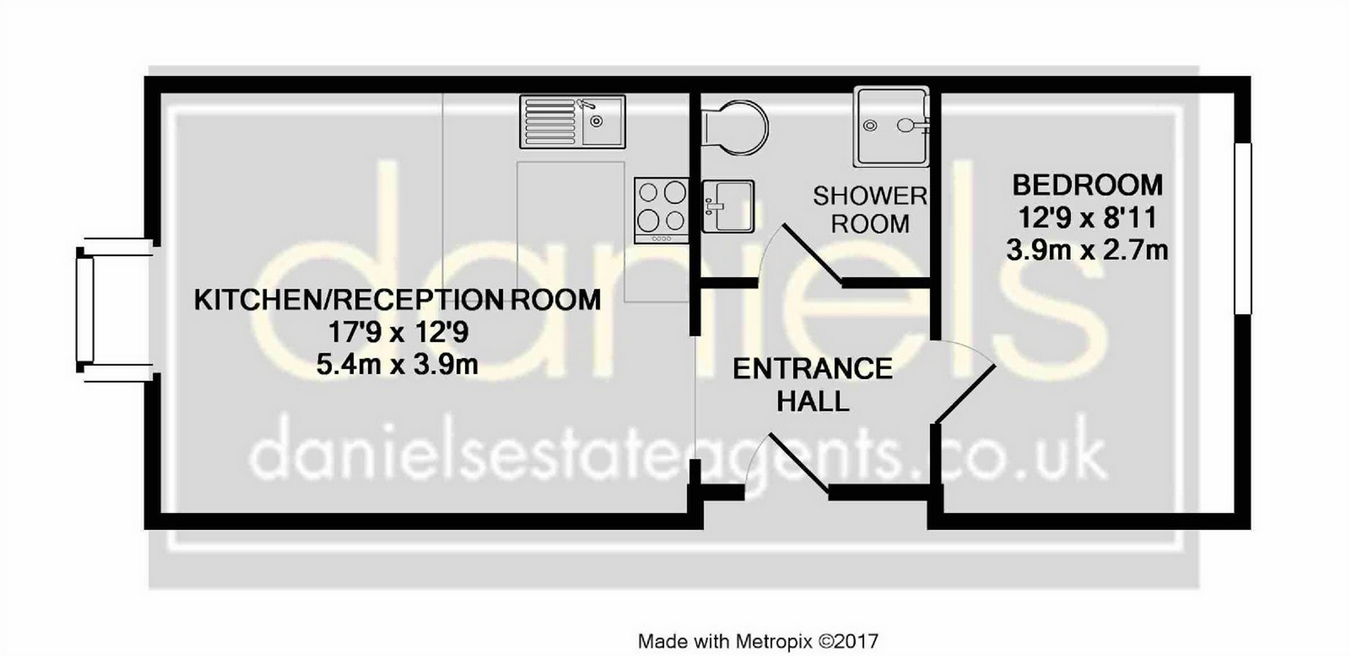 KITCHEN/RECEPTION ROOM
17'9 x 12'9
5.4m x 3.9m
SHOWER
ROOM
ENTRANCE
HALL
BEDROOM
12'9 x 8'11
3.9m x 2.7m
daniels
danielsestateagents.co.uk
Made with Metropix ©2017